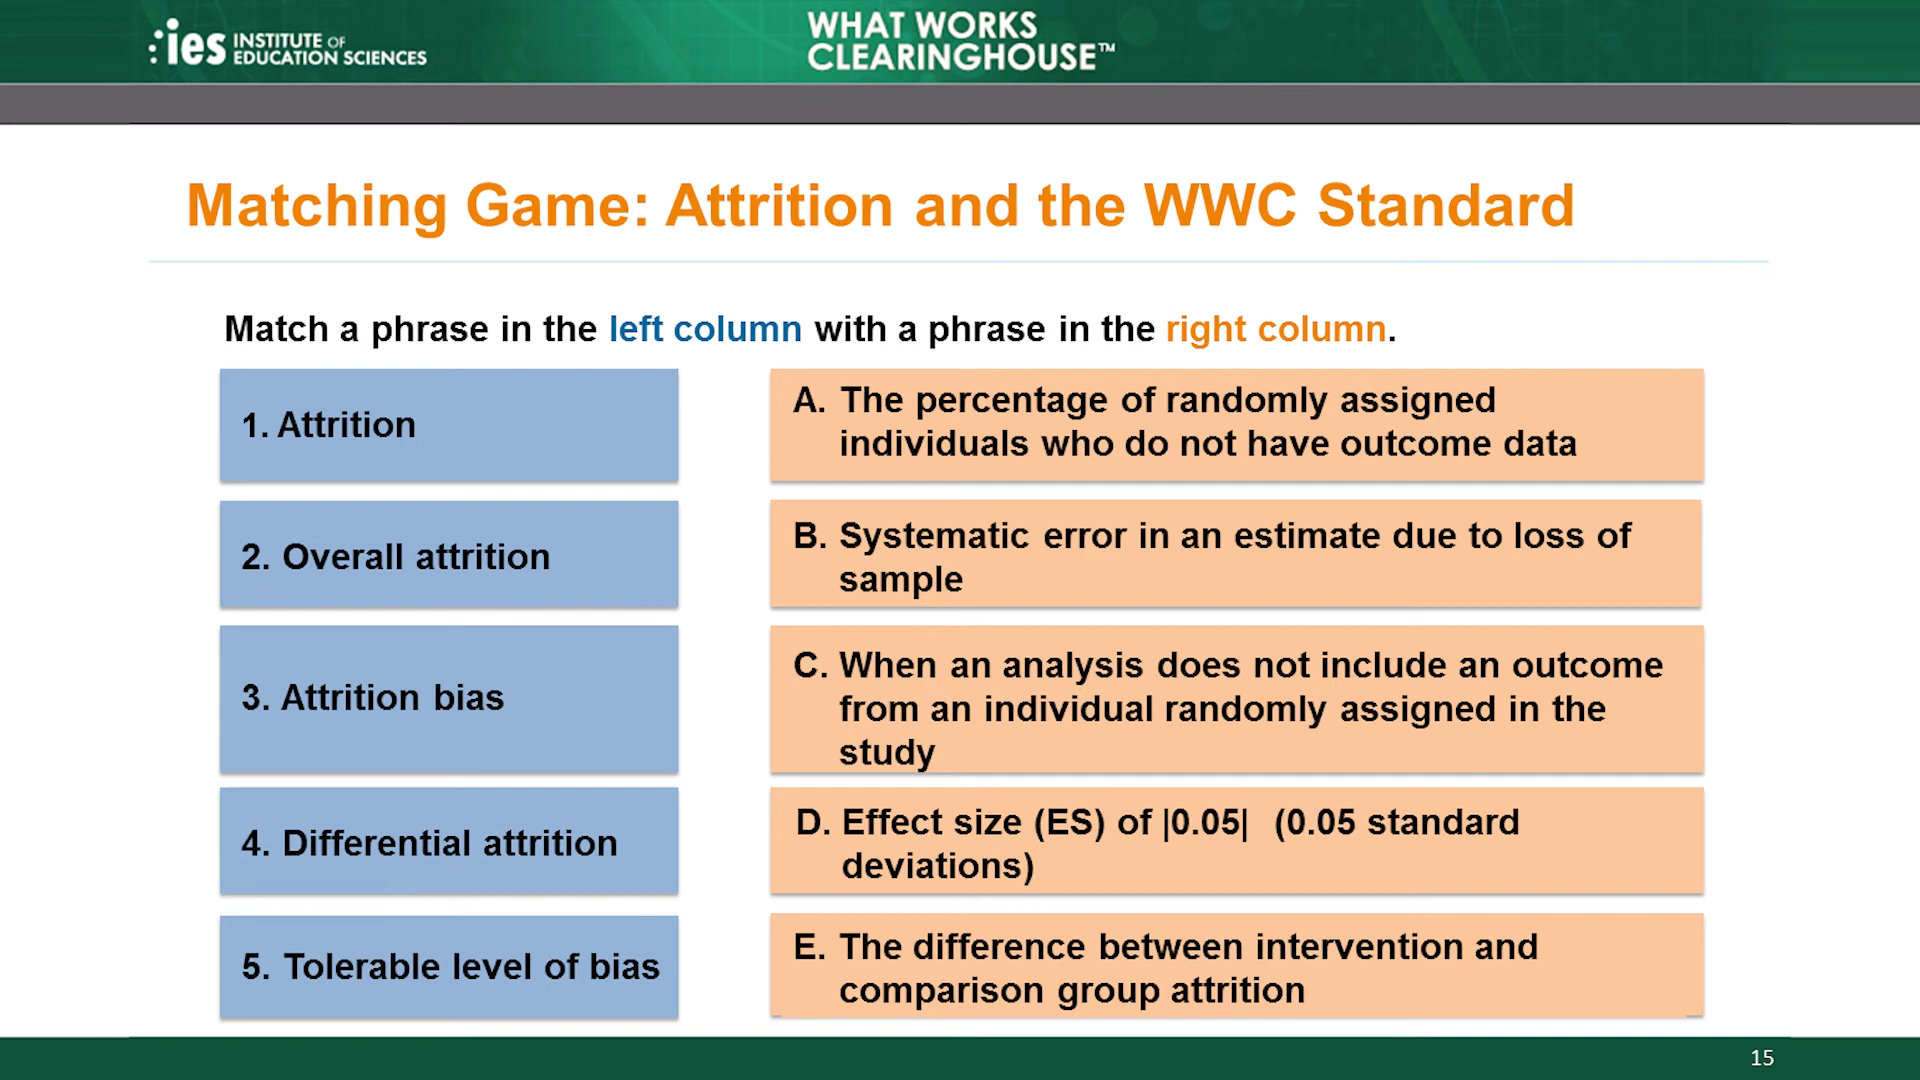 ies INSTITUTE OF
EDUCATION SCIENCES
WHAT WORKS
CLEARINGHOUSE™
Matching Game: Attrition and the WWC Standard
Match a phrase in the left column with a phrase in the right column.
1. Attrition
A. The percentage of randomly assigned
individuals who do not have outcome data
2. Overall attrition
B. Systematic error in an estimate due to loss of
sample
3. Attrition bias
C. When an analysis does not include an outcome
from an individual randomly assigned in the
study
4. Differential attrition
D. Effect size (ES) of |0.05| (0.05 standard
deviations)
5. Tolerable level of bias
E. The difference between intervention and
comparison group attrition
15